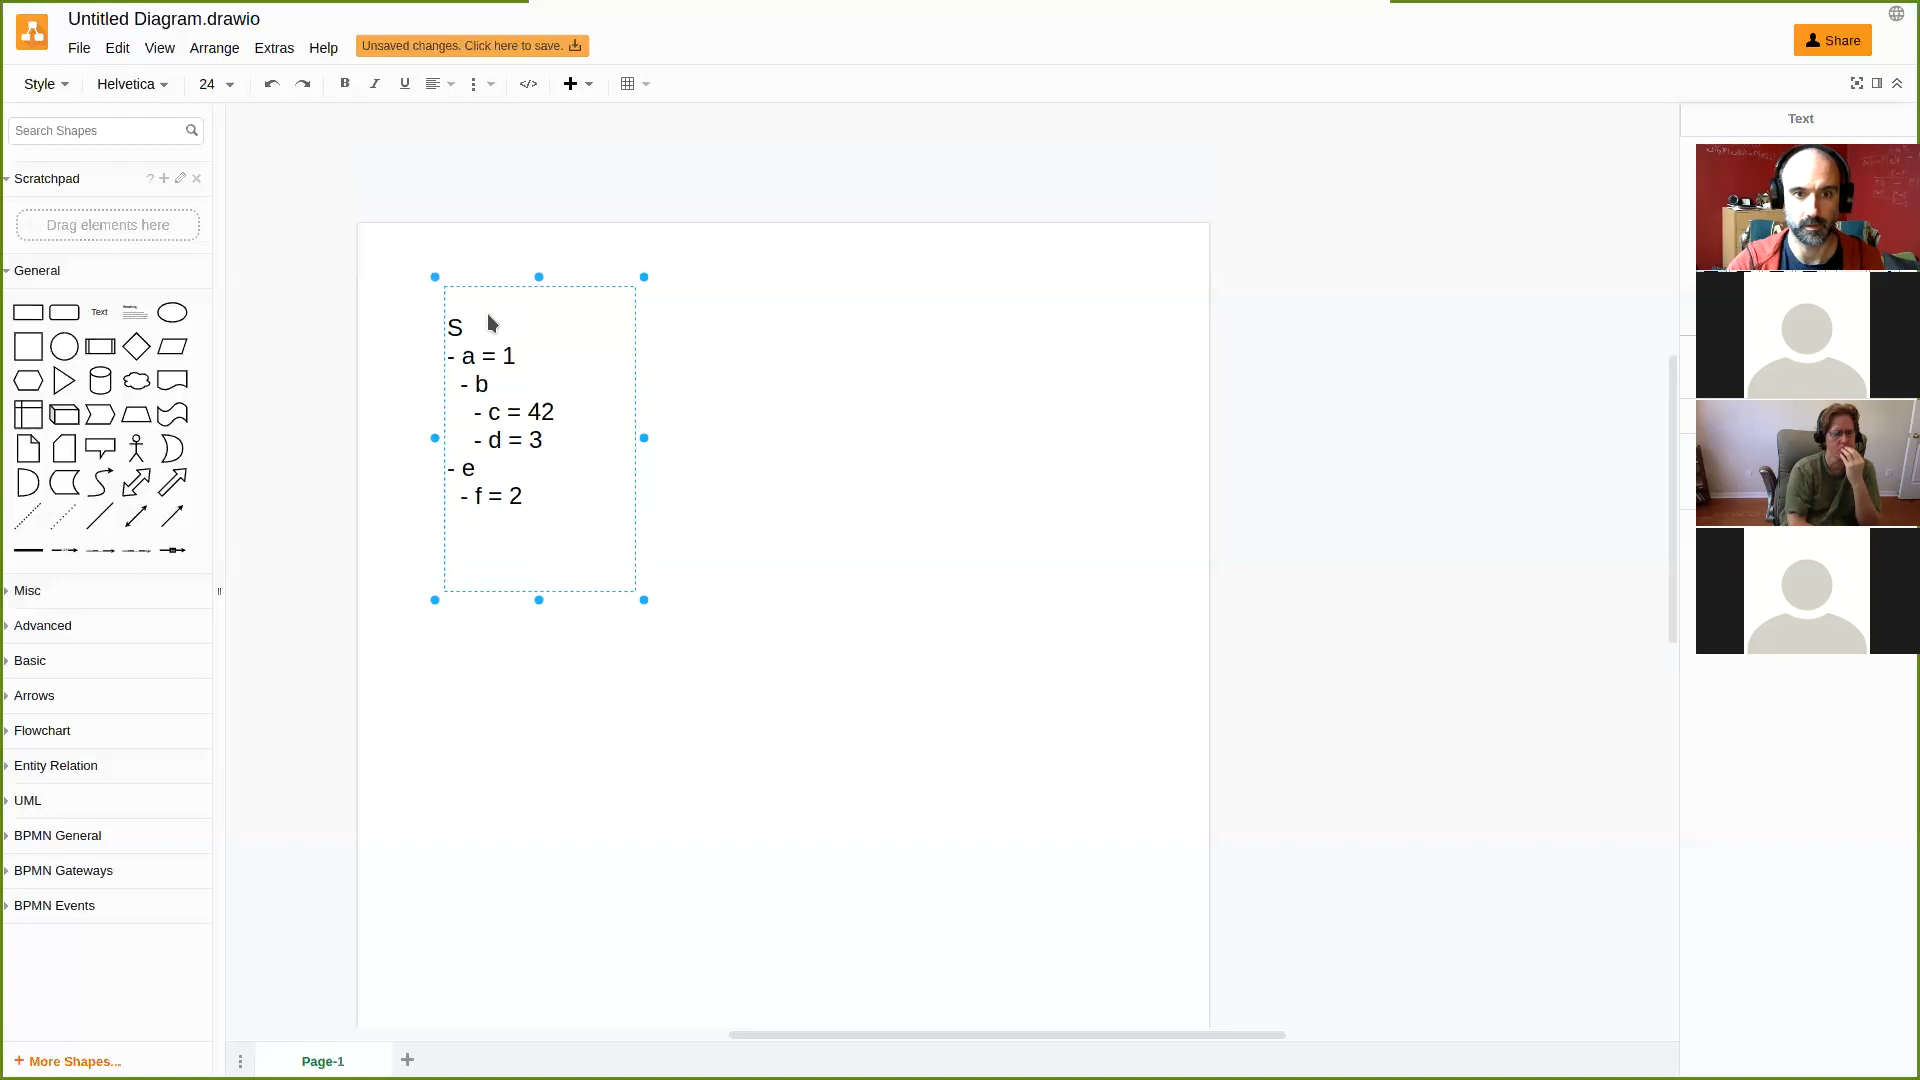 Untitled Diagram.drawio
File Edit View Arrange Extras Help Unsaved changes. Click here to save.
Share
Style Helvetica 24 B I U </>
Search Shapes
Text
Scratchpad
Drag elements here
General
Text
Misc
Advanced
Basic
Arrows
Flowchart
Entity Relation
UML
BPMN General
BPMN Gateways
BPMN Events
+ More Shapes...
S
- a = 1
- b
- c = 42
- d = 3
- e
- f = 2
Page-1